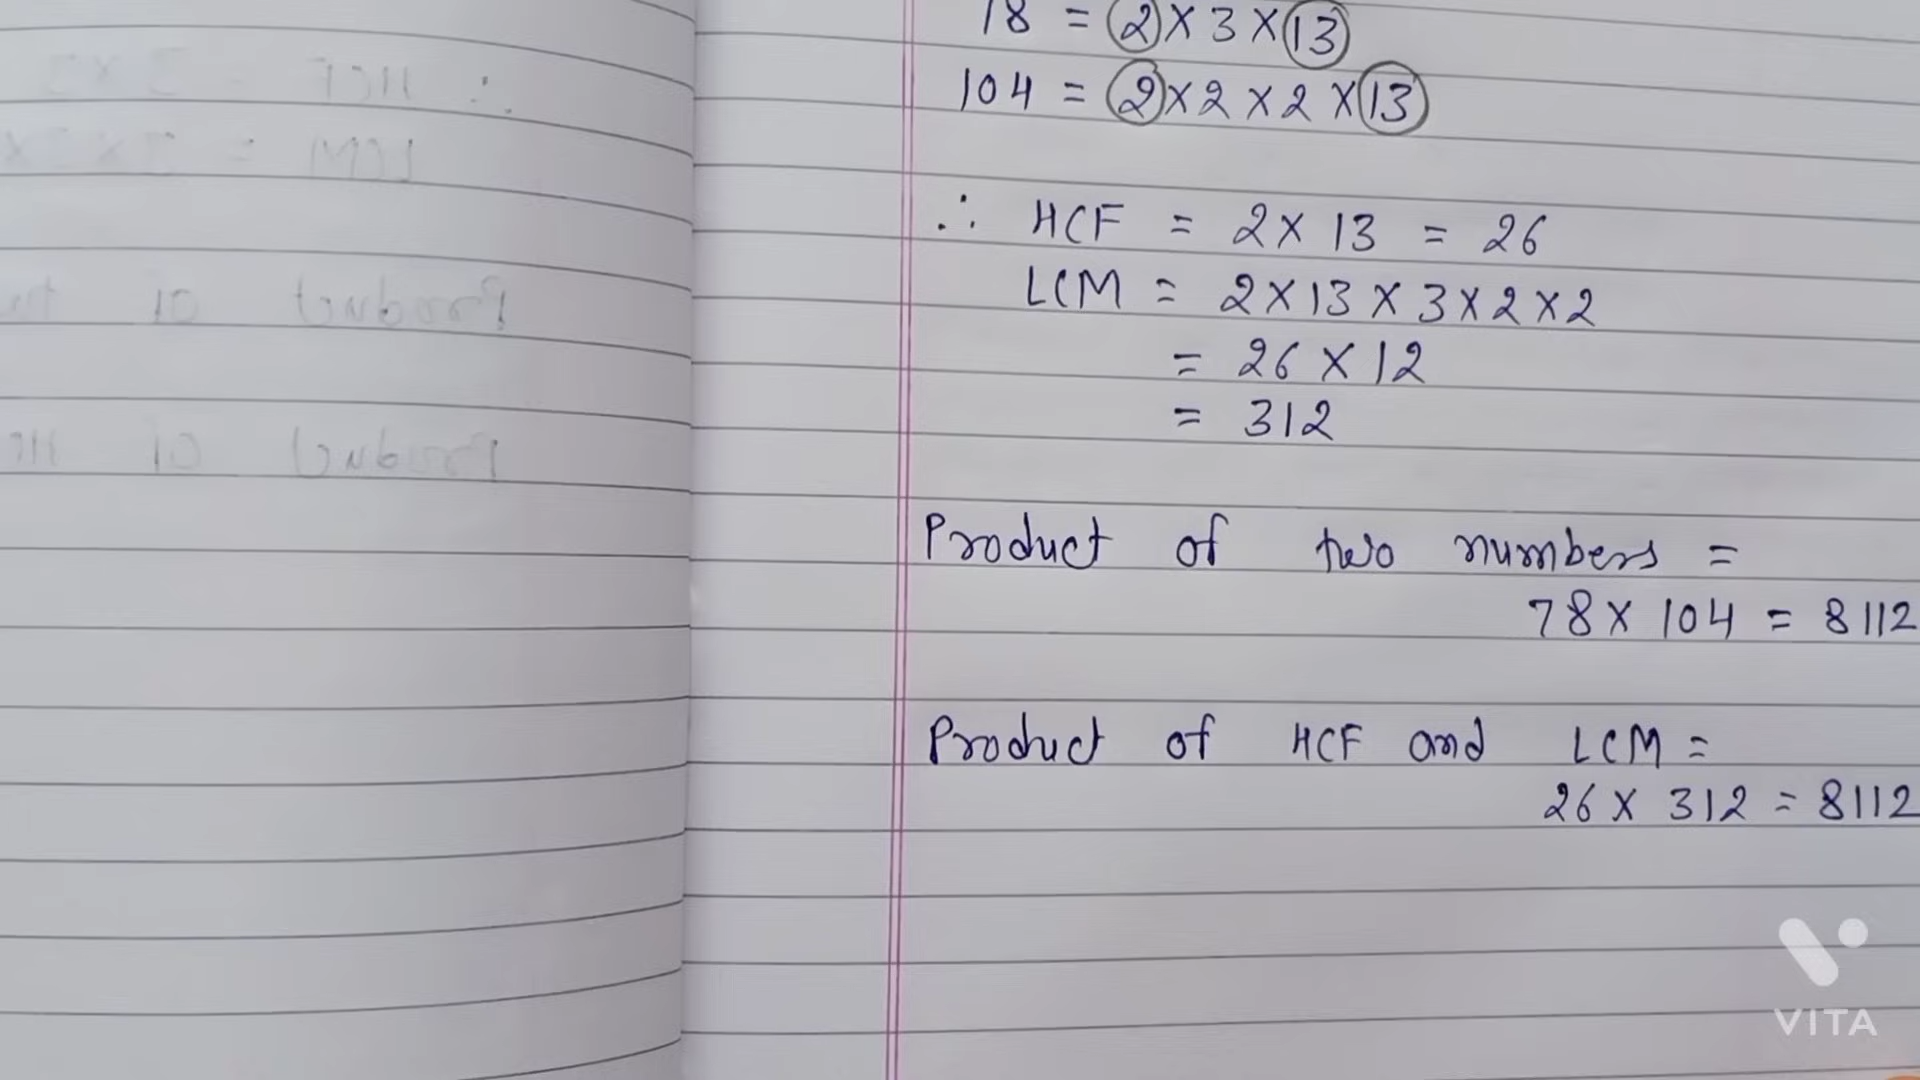 78 = 2 × 3 × 13
104 = 2 × 2 × 2 × 13
∴ HCF = 2 × 13 = 26
LCM = 2 × 13 × 3 × 2 × 2
= 26 × 12
= 312
Product of two numbers =
78 × 104 = 8112
Product of HCF and LCM =
26 × 312 = 8112
VITA